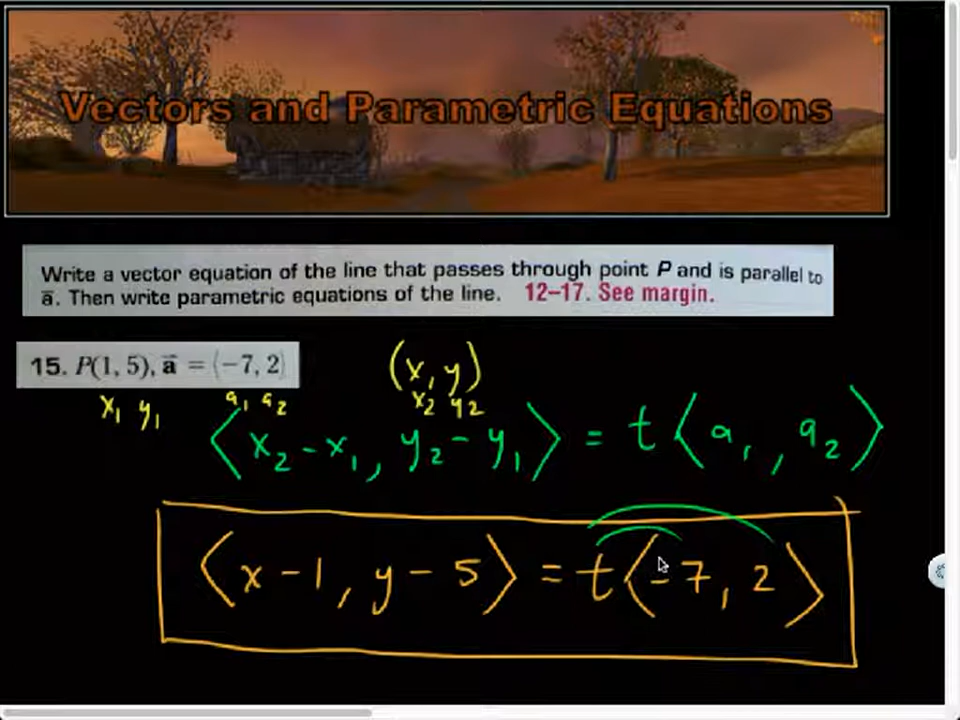 Vectors and Parametric Equations
Write a vector equation of the line that passes through point P and is parallel to
a⃗. Then write parametric equations of the line. 12–17. See margin.
15. P(1, 5), a⃗ = ⟨−7, 2⟩
(x, y)
x₁ y₁ a₁ a₂ x₂ y₂
⟨x₂ − x₁, y₂ − y₁⟩ = t⟨a₁, a₂⟩
⟨x − 1, y − 5⟩ = t⟨−7, 2⟩